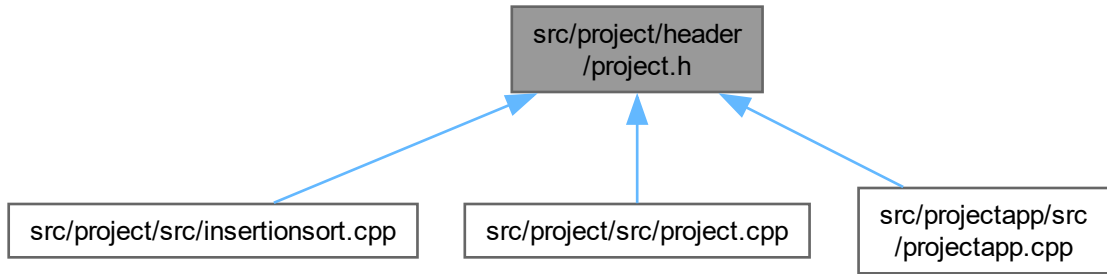 src/project/header
/project.h
src/project/src/insertionsort.cpp
src/project/src/project.cpp
src/projectapp/src
/projectapp.cpp